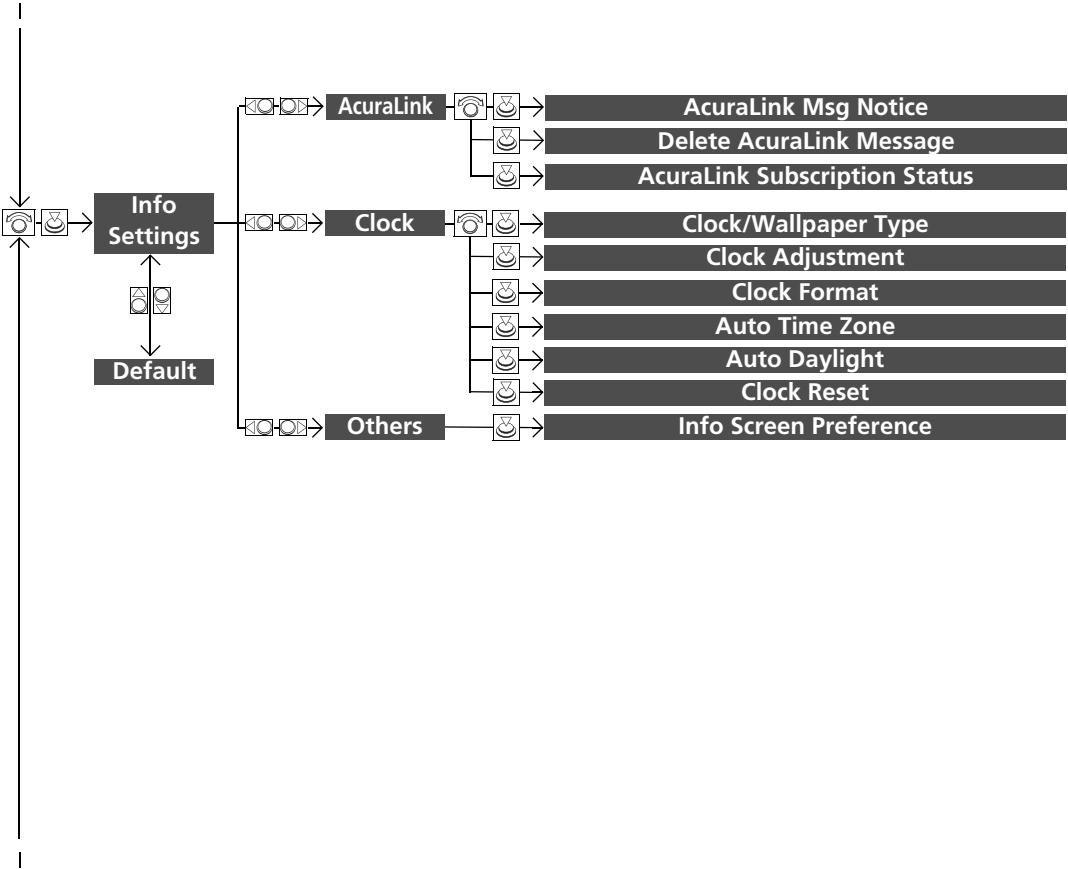 AcuraLink
AcuraLink Msg Notice
Delete AcuraLink Message
AcuraLink Subscription Status
Info
Settings
Clock
Clock/Wallpaper Type
Clock Adjustment
Clock Format
Auto Time Zone
Default
Auto Daylight
Clock Reset
Others
Info Screen Preference